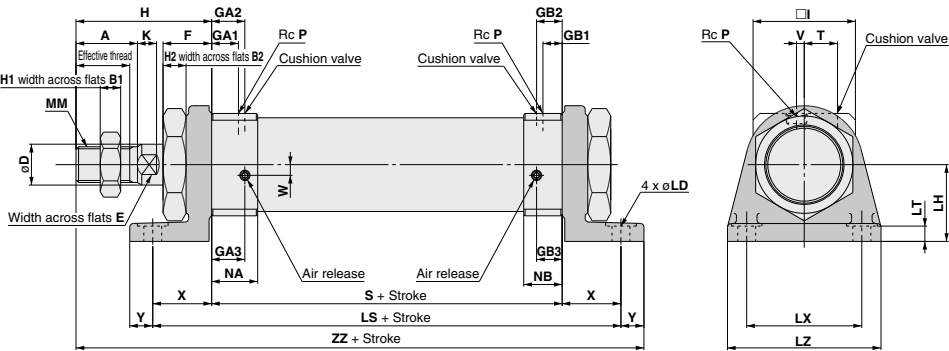 H
GA2
GB2
□I
A
K
F
GA1
Rc P
Rc P
GB1
Rc P
V
T
Cushion valve
Effective thread
H2 width across flats B2
Cushion valve
Cushion valve
H1 width across flats B1
MM
øD
W
4 x øLD
LT
LH
Width across flats E
GA3
GB3
NA
Air release
Air release
NB
X
S + Stroke
X
Y
LS + Stroke
Y
LX
ZZ + Stroke
LZ